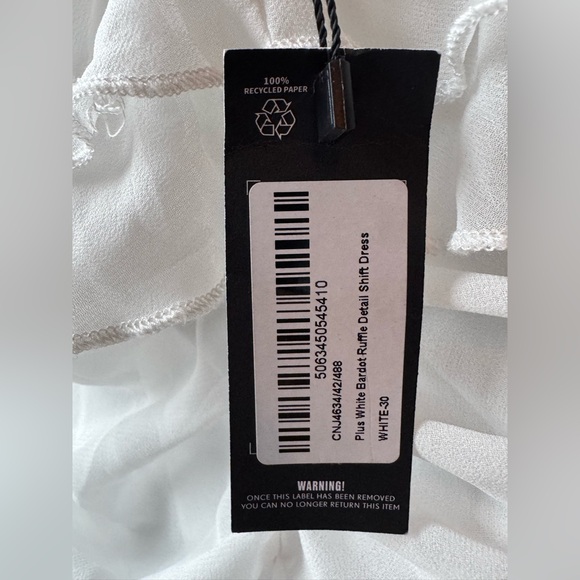 100%
RECYCLED PAPER
5063450545410
CNJ4634/42/488
Plus White Bardot Ruffle Detail Shift Dress
WHITE-30
WARNING!
ONCE THIS LABEL HAS BEEN REMOVED
YOU CAN NO LONGER RETURN THIS ITEM